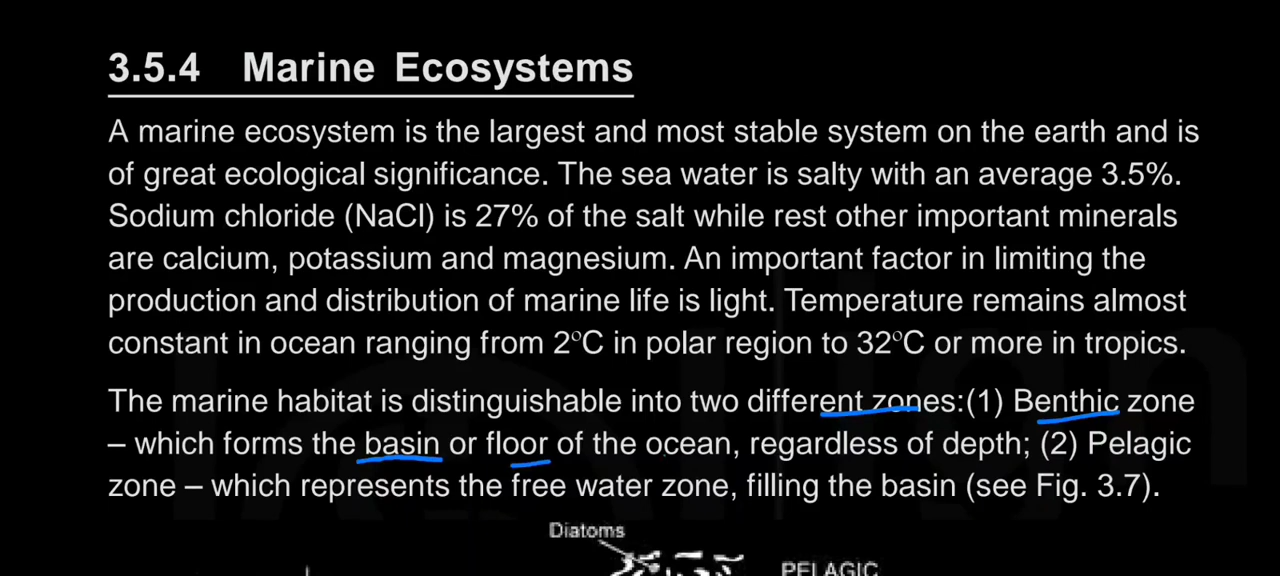 3.5.4 Marine Ecosystems
A marine ecosystem is the largest and most stable system on the earth and is
of great ecological significance. The sea water is salty with an average 3.5%.
Sodium chloride (NaCl) is 27% of the salt while rest other important minerals
are calcium, potassium and magnesium. An important factor in limiting the
production and distribution of marine life is light. Temperature remains almost
constant in ocean ranging from 2°C in polar region to 32°C or more in tropics.
The marine habitat is distinguishable into two different zones:(1) Benthic zone
– which forms the basin or floor of the ocean, regardless of depth; (2) Pelagic
zone – which represents the free water zone, filling the basin (see Fig. 3.7).
Diatoms
PELAGIC